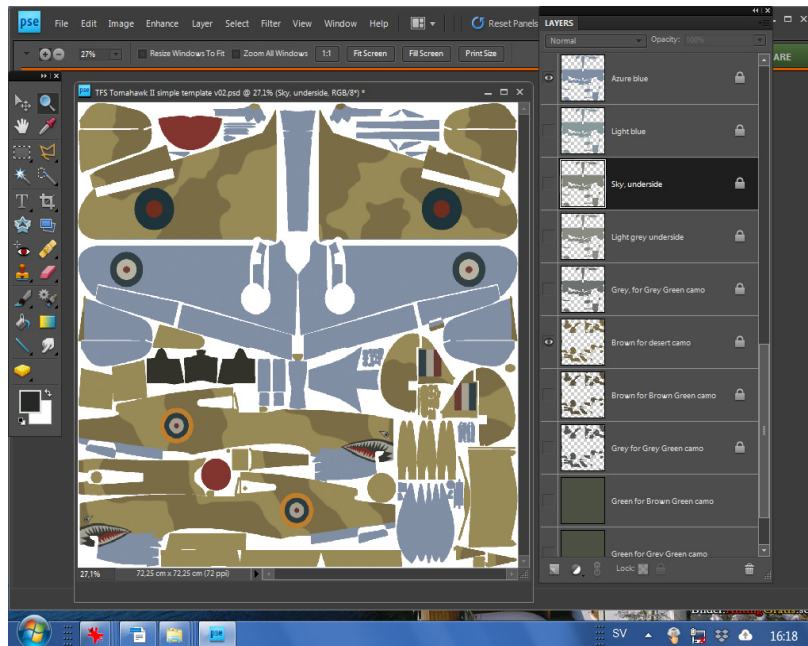 pse File Edit Image Enhance Layer Select Filter View Window Help Reset Panels
27% Resize Windows To Fit Zoom All Windows 1:1 Fit Screen Fill Screen Print Size
ARE
LAYERS
Normal Opacity: 100%
pse TFS Tomahawk II simple template v02.psd @ 27,1% (Sky, underside, RGB/8*) *
Azure blue
Light blue
Sky, underside
Light grey underside
Grey, for Grey Green camo
Brown for desert camo
Brown for Brown Green camo
Grey for Grey Green camo
Green for Brown Green camo
Green for Grey Green camo
Lock:
27,1% 72,25 cm x 72,25 cm (72 ppi)
pse SV 16:18